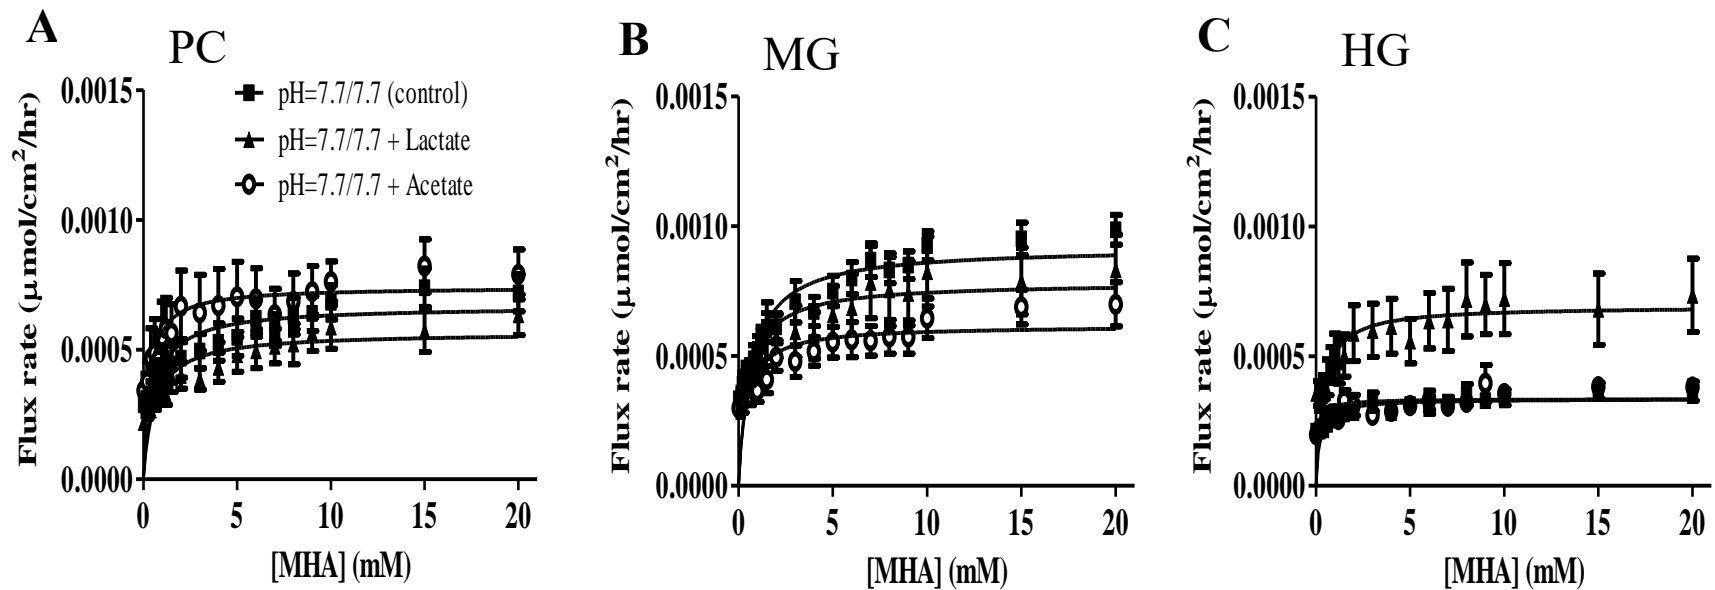 A PC
0.0015
0.0010
0.0005
0.0000
Flux rate (μmol/cm²/hr)
pH=7.7/7.7 (control)
pH=7.7/7.7 + Lactate
pH=7.7/7.7 + Acetate
0 5 10 15 20
[MHA] (mM)
B MG
0.0015
0.0010
0.0005
0.0000
Flux rate (μmol/cm²/hr)
0 5 10 15 20
[MHA] (mM)
C HG
0.0015
0.0010
0.0005
0.0000
Flux rate (μmol/cm²/hr)
0 5 10 15 20
[MHA] (mM)